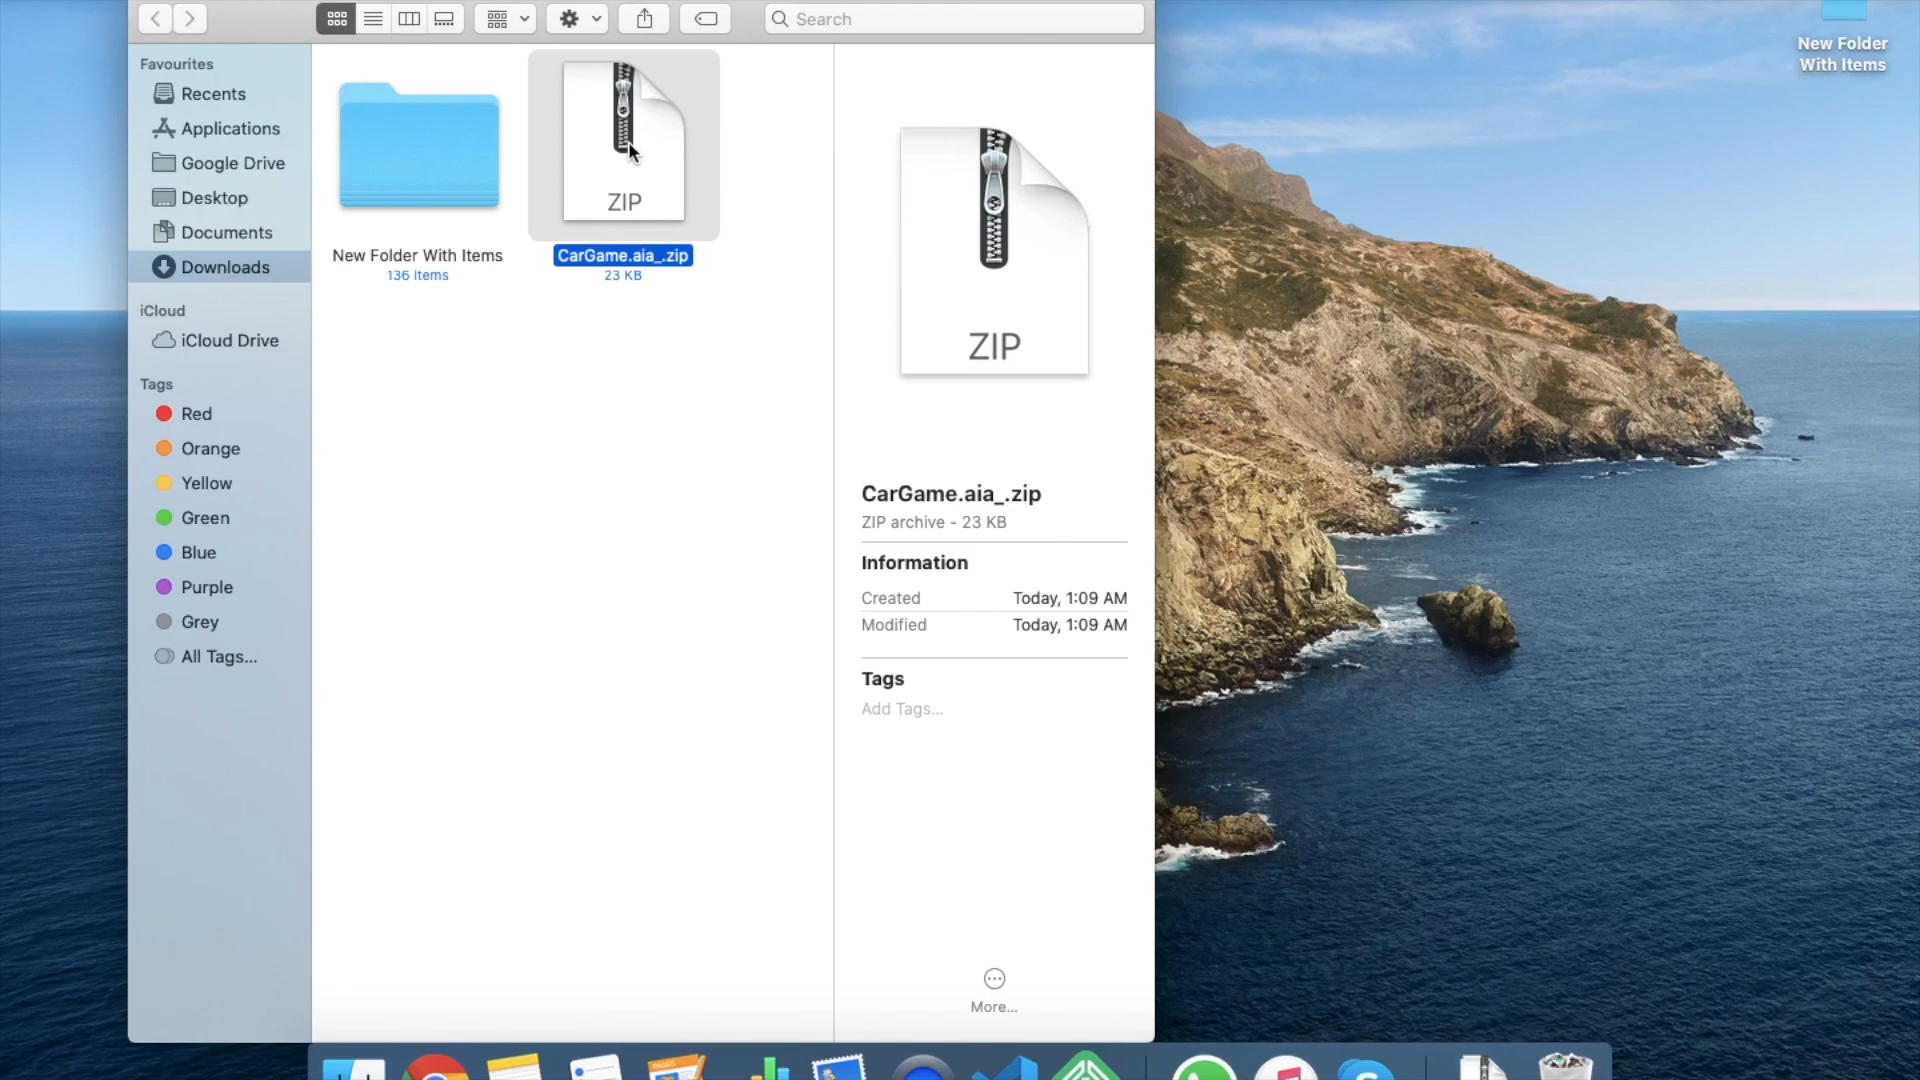 Search
Favourites
Recents
Applications
Google Drive
Desktop
Documents
Downloads
iCloud
iCloud Drive
Tags
Red
Orange
Yellow
Green
Blue
Purple
Grey
All Tags...
ZIP
New Folder With Items
136 items
CarGame.aia_.zip
23 KB
ZIP
CarGame.aia_.zip
ZIP archive - 23 KB
Information
Created Today, 1:09 AM
Modified Today, 1:09 AM
Tags
Add Tags...
More...
New Folder
With Items
PAGES